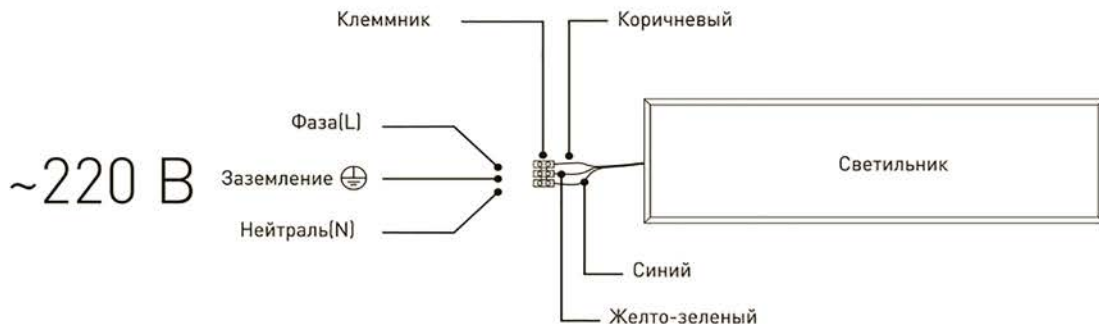 Клеммник
Коричневый
Фаза(L)
~220 В
Заземление
Светильник
Нейтраль(N)
Синий
Желто-зеленый